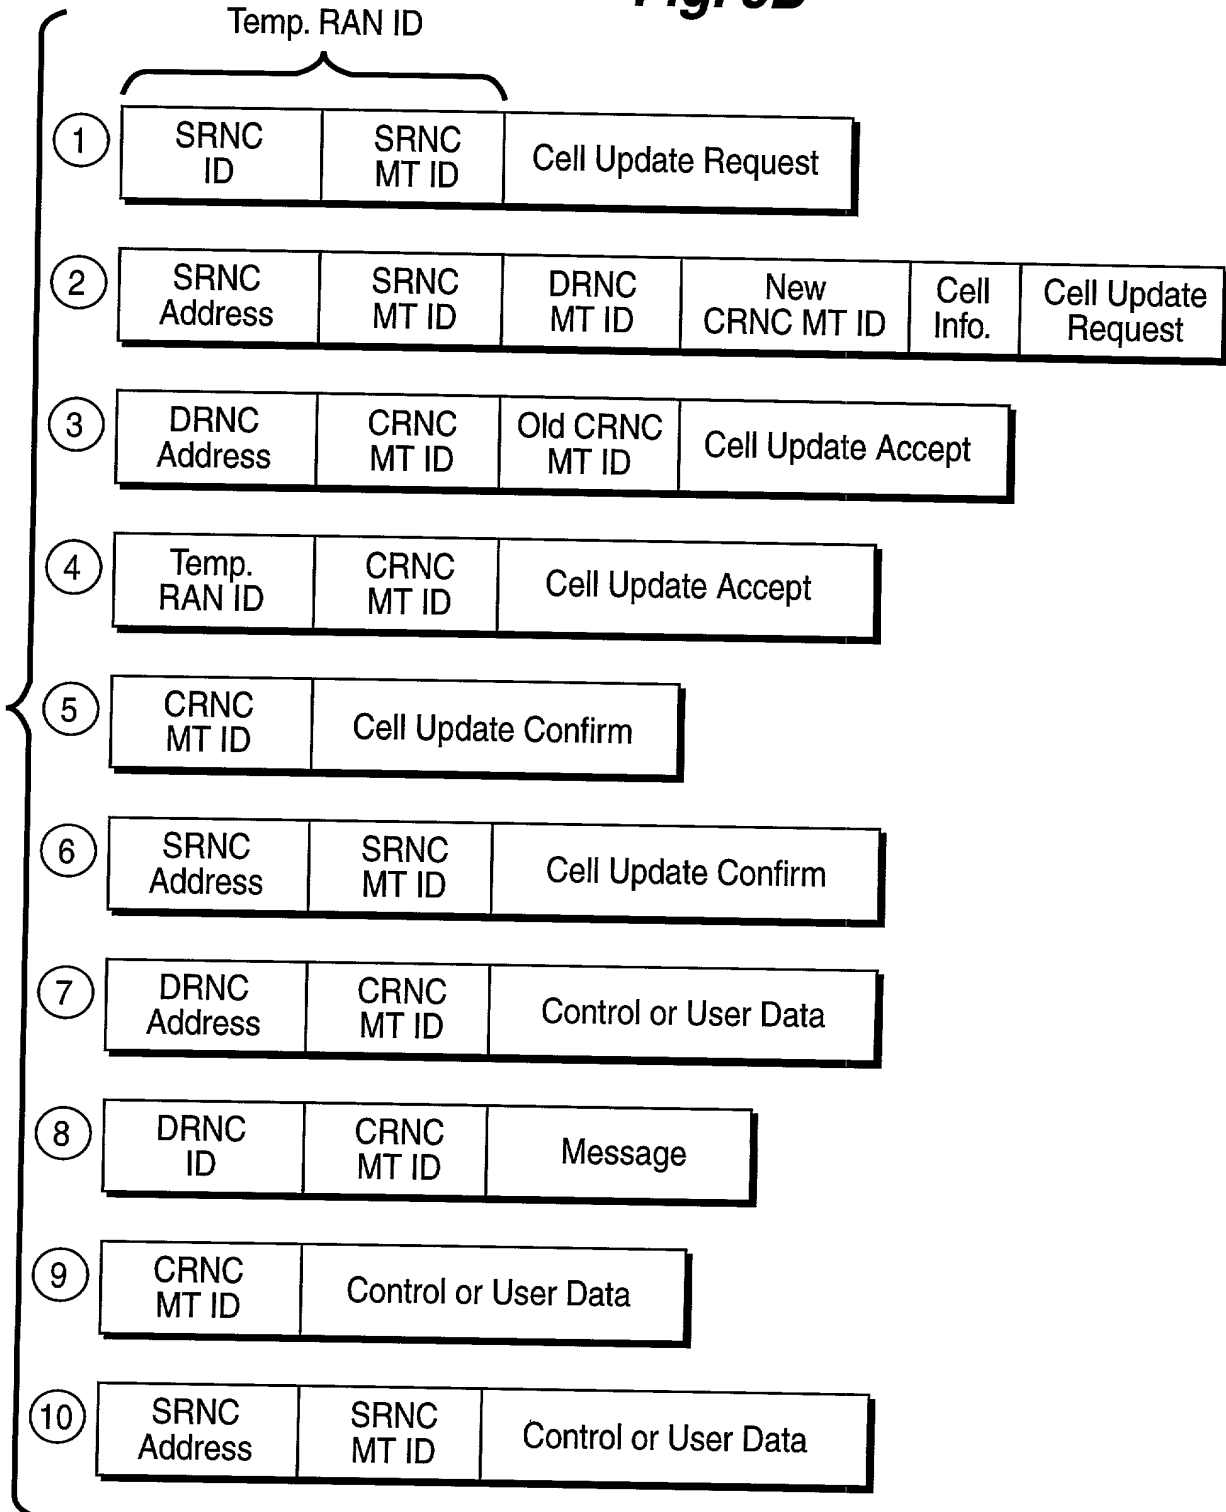 Temp. RAN ID
1
SRNC
ID
SRNC
MT ID
Cell Update Request
2
SRNC
Address
SRNC
MT ID
DRNC
MT ID
New
CRNC MT ID
Cell
Info.
Cell Update
Request
3
DRNC
Address
CRNC
MT ID
Old CRNC
MT ID
Cell Update Accept
4
Temp.
RAN ID
CRNC
MT ID
Cell Update Accept
5
CRNC
MT ID
Cell Update Confirm
6
SRNC
Address
SRNC
MT ID
Cell Update Confirm
7
DRNC
Address
CRNC
MT ID
Control or User Data
8
DRNC
ID
CRNC
MT ID
Message
9
CRNC
MT ID
Control or User Data
10
SRNC
Address
SRNC
MT ID
Control or User Data